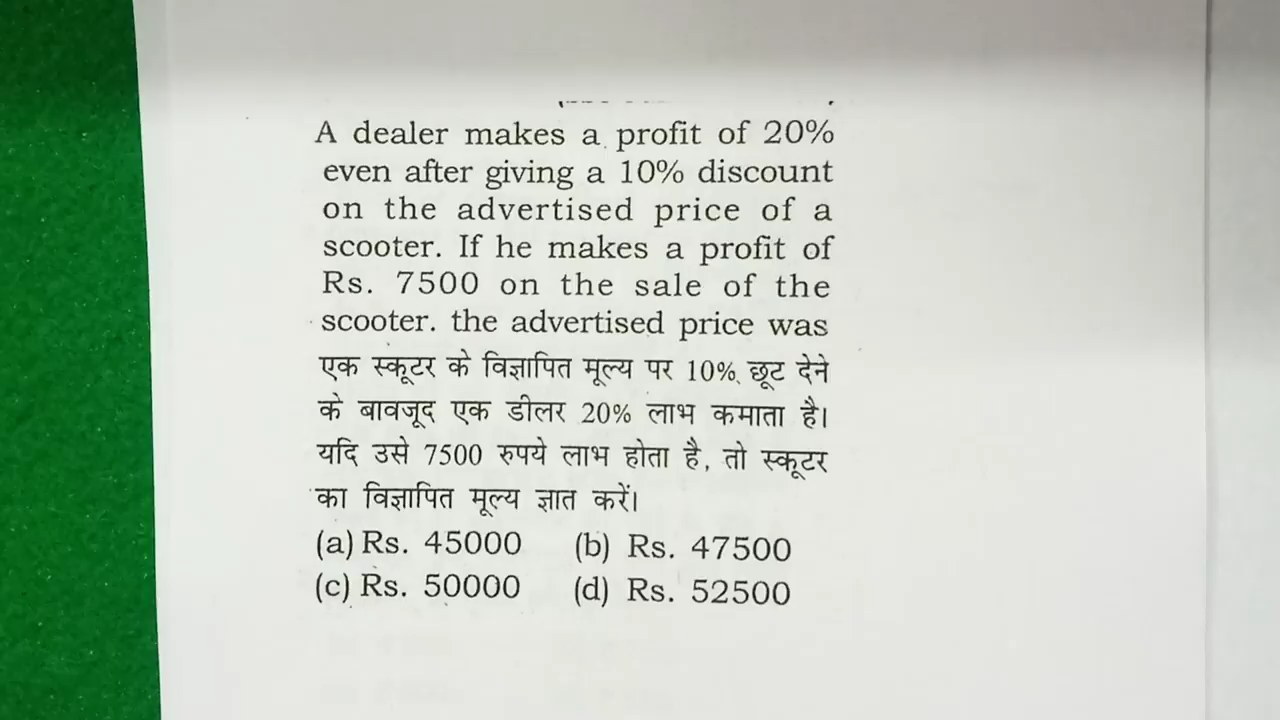 A dealer makes a profit of 20%
even after giving a 10% discount
on the advertised price of a
scooter. If he makes a profit of
Rs. 7500 on the sale of the
scooter. the advertised price was
एक स्कूटर के विज्ञापित मूल्य पर 10% छूट देने
के बावजूद एक डीलर 20% लाभ कमाता है।
यदि उसे 7500 रुपये लाभ होता है, तो स्कूटर
का विज्ञापित मूल्य ज्ञात करें।
(a) Rs. 45000 (b) Rs. 47500
(c) Rs. 50000 (d) Rs. 52500